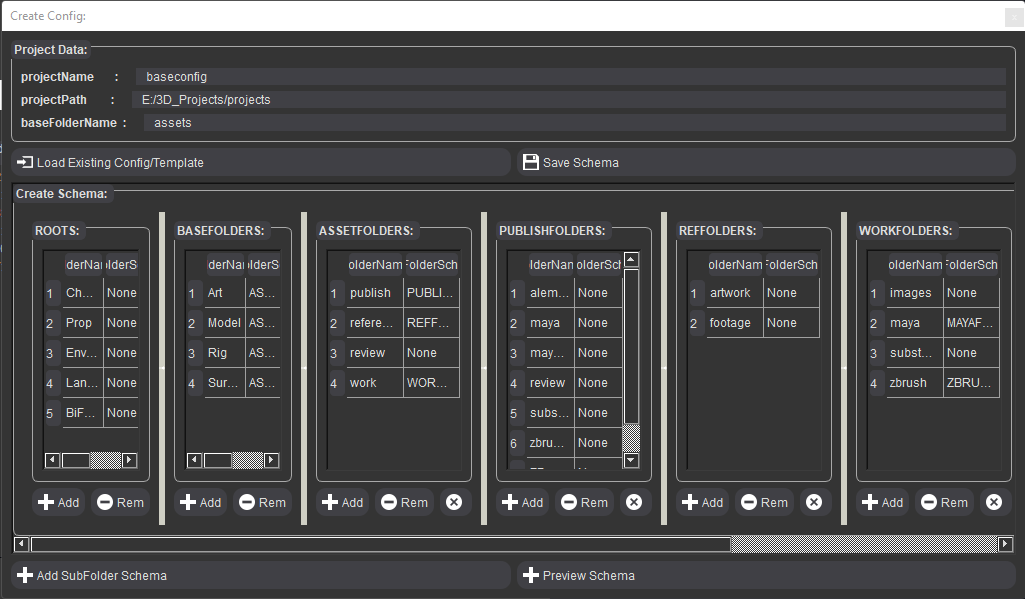 Create Config:
x
Project Data:
projectName : baseconfig
projectPath : E:/3D_Projects/projects
baseFolderName : assets
Load Existing Config/Template
Save Schema
Create Schema:
ROOTS:
derNar olderS
1 Ch... None
2 Prop None
3 Env... None
4 Lan... None
5 BiF... None
Add Rem
BASEFOLDERS:
derNar olderS
1 Art AS...
2 Model AS...
3 Rig AS...
4 Sur... AS...
Add Rem
ASSETFOLDERS:
olderNam FolderSch
1 publish PUBLI...
2 refere... REFF...
3 review None
4 work WOR...
Add Rem
PUBLISHFOLDERS:
lderNam olderSch
1 alem... None
2 maya None
3 may... None
4 review None
5 subs... None
6 zbru... None
Add Rem
REFFOLDERS:
olderNam FolderSch
1 artwork None
2 footage None
Add Rem
WORKFOLDERS:
olderNam FolderSch
1 images None
2 maya MAYAF...
3 subst... None
4 zbrush ZBRU...
Add Rem
Add SubFolder Schema
Preview Schema